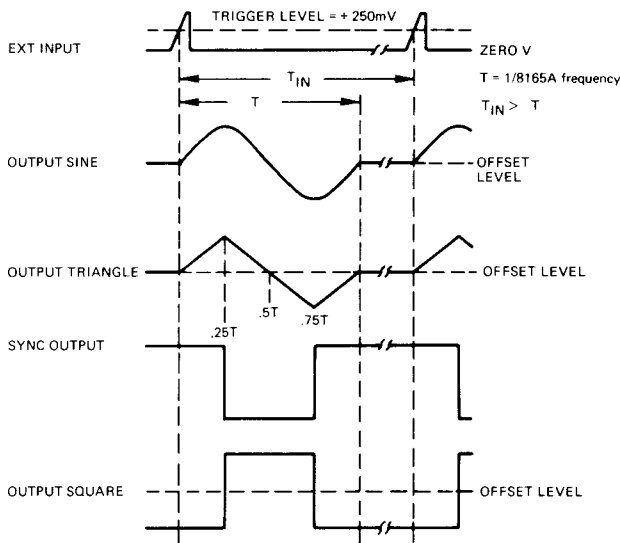 TRIGGER LEVEL = + 250mV
EXT INPUT
ZERO V
T = 1/8165A frequency
T_IN
T_IN > T
T
OUTPUT SINE
OFFSET
LEVEL
OUTPUT TRIANGLE
OFFSET LEVEL
.25T
.5T
.75T
SYNC OUTPUT
OUTPUT SQUARE
OFFSET LEVEL